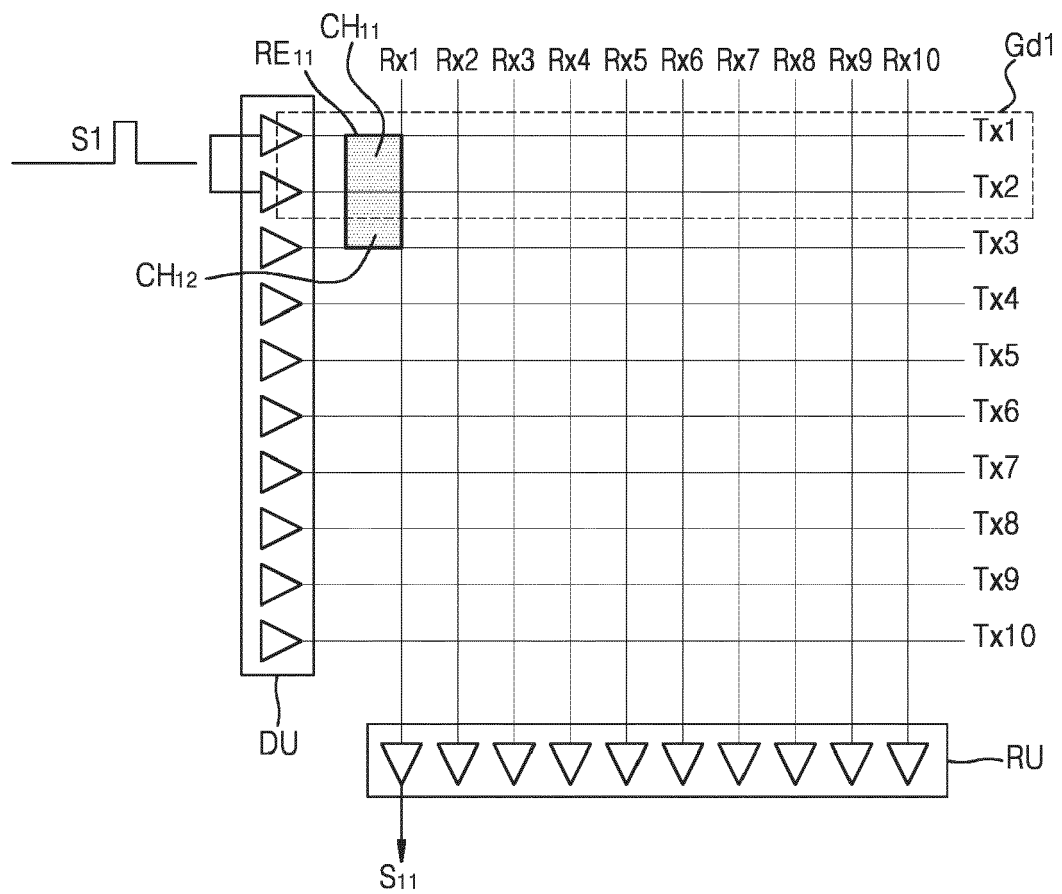 CH11
Gd1
RE11
Rx1 Rx2 Rx3 Rx4 Rx5 Rx6 Rx7 Rx8 Rx9 Rx10
S1
Tx1
Tx2
Tx3
CH12
Tx4
Tx5
Tx6
Tx7
Tx8
Tx9
Tx10
DU
RU
S11